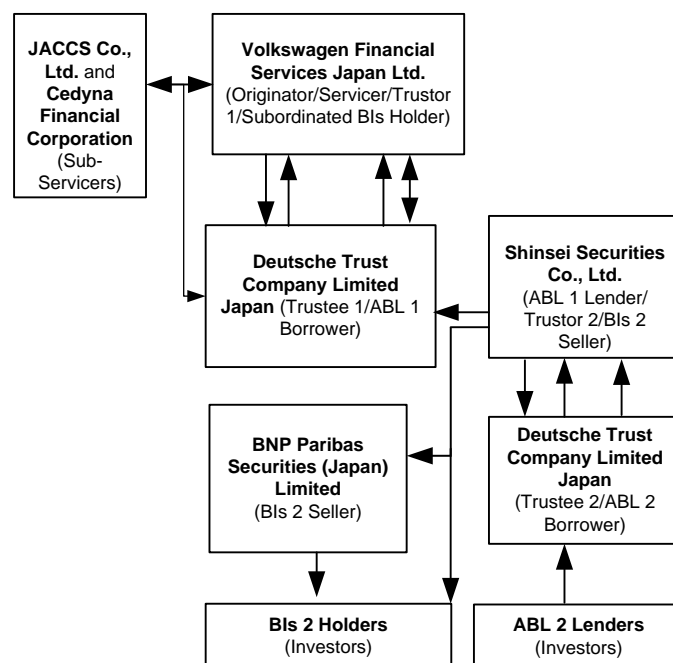 JACCS Co.,
Ltd. and
Cedyna
Financial
Corporation
(Sub-
Servicers)
Volkswagen Financial
Services Japan Ltd.
(Originator/Servicer/Trustor
1/Subordinated BIs Holder)
Deutsche Trust
Company Limited
Japan (Trustee 1/ABL 1
Borrower)
Shinsei Securities
Co., Ltd.
(ABL 1 Lender/
Trustor 2/BIs 2
Seller)
BNP Paribas
Securities (Japan)
Limited
(BIs 2 Seller)
Deutsche Trust
Company Limited
Japan
(Trustee 2/ABL 2
Borrower)
BIs 2 Holders
(Investors)
ABL 2 Lenders
(Investors)